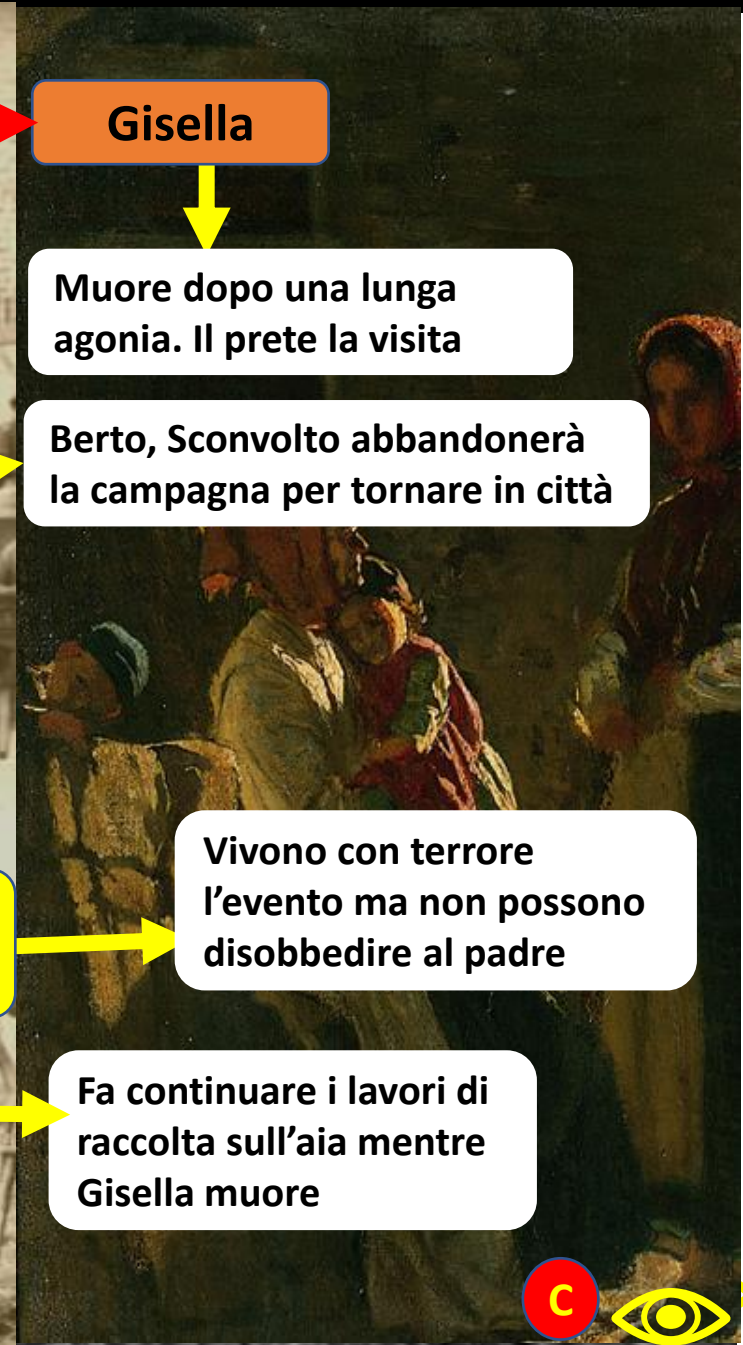 Gisella
Muore dopo una lunga
agonia. Il prete la visita
Berto, Sconvolto abbandonerà
la campagna per tornare in città
Vivono con terrore
l’evento ma non possono
disobbedire al padre
Fa continuare i lavori di
raccolta sull’aia mentre
Gisella muore
C